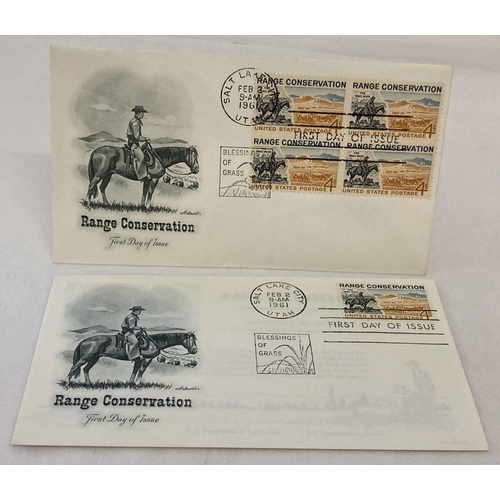 SALT LAKE
FEB 2
9-AM
1961
UTAH
RANGE CONSERVATION
RANGE CONSERVATION
FIRST DAY OF ISSUE
UNITED STATES POSTAGE 4¢
UNITED STATES POSTAGE 4¢
BLESSINGS
OF
GRASS
RANGE CONSERVATION
RANGE CONSERVATION
UNITED STATES POSTAGE 4¢
UNITED STATES POSTAGE 4¢
Range Conservation
First Day of Issue
SALT LAKE CITY
FEB 2
9-AM
1961
UTAH
RANGE CONSERVATION
UNITED STATES POSTAGE 4¢
FIRST DAY OF ISSUE
BLESSINGS
OF
GRASS
Range Conservation
First Day of Issue